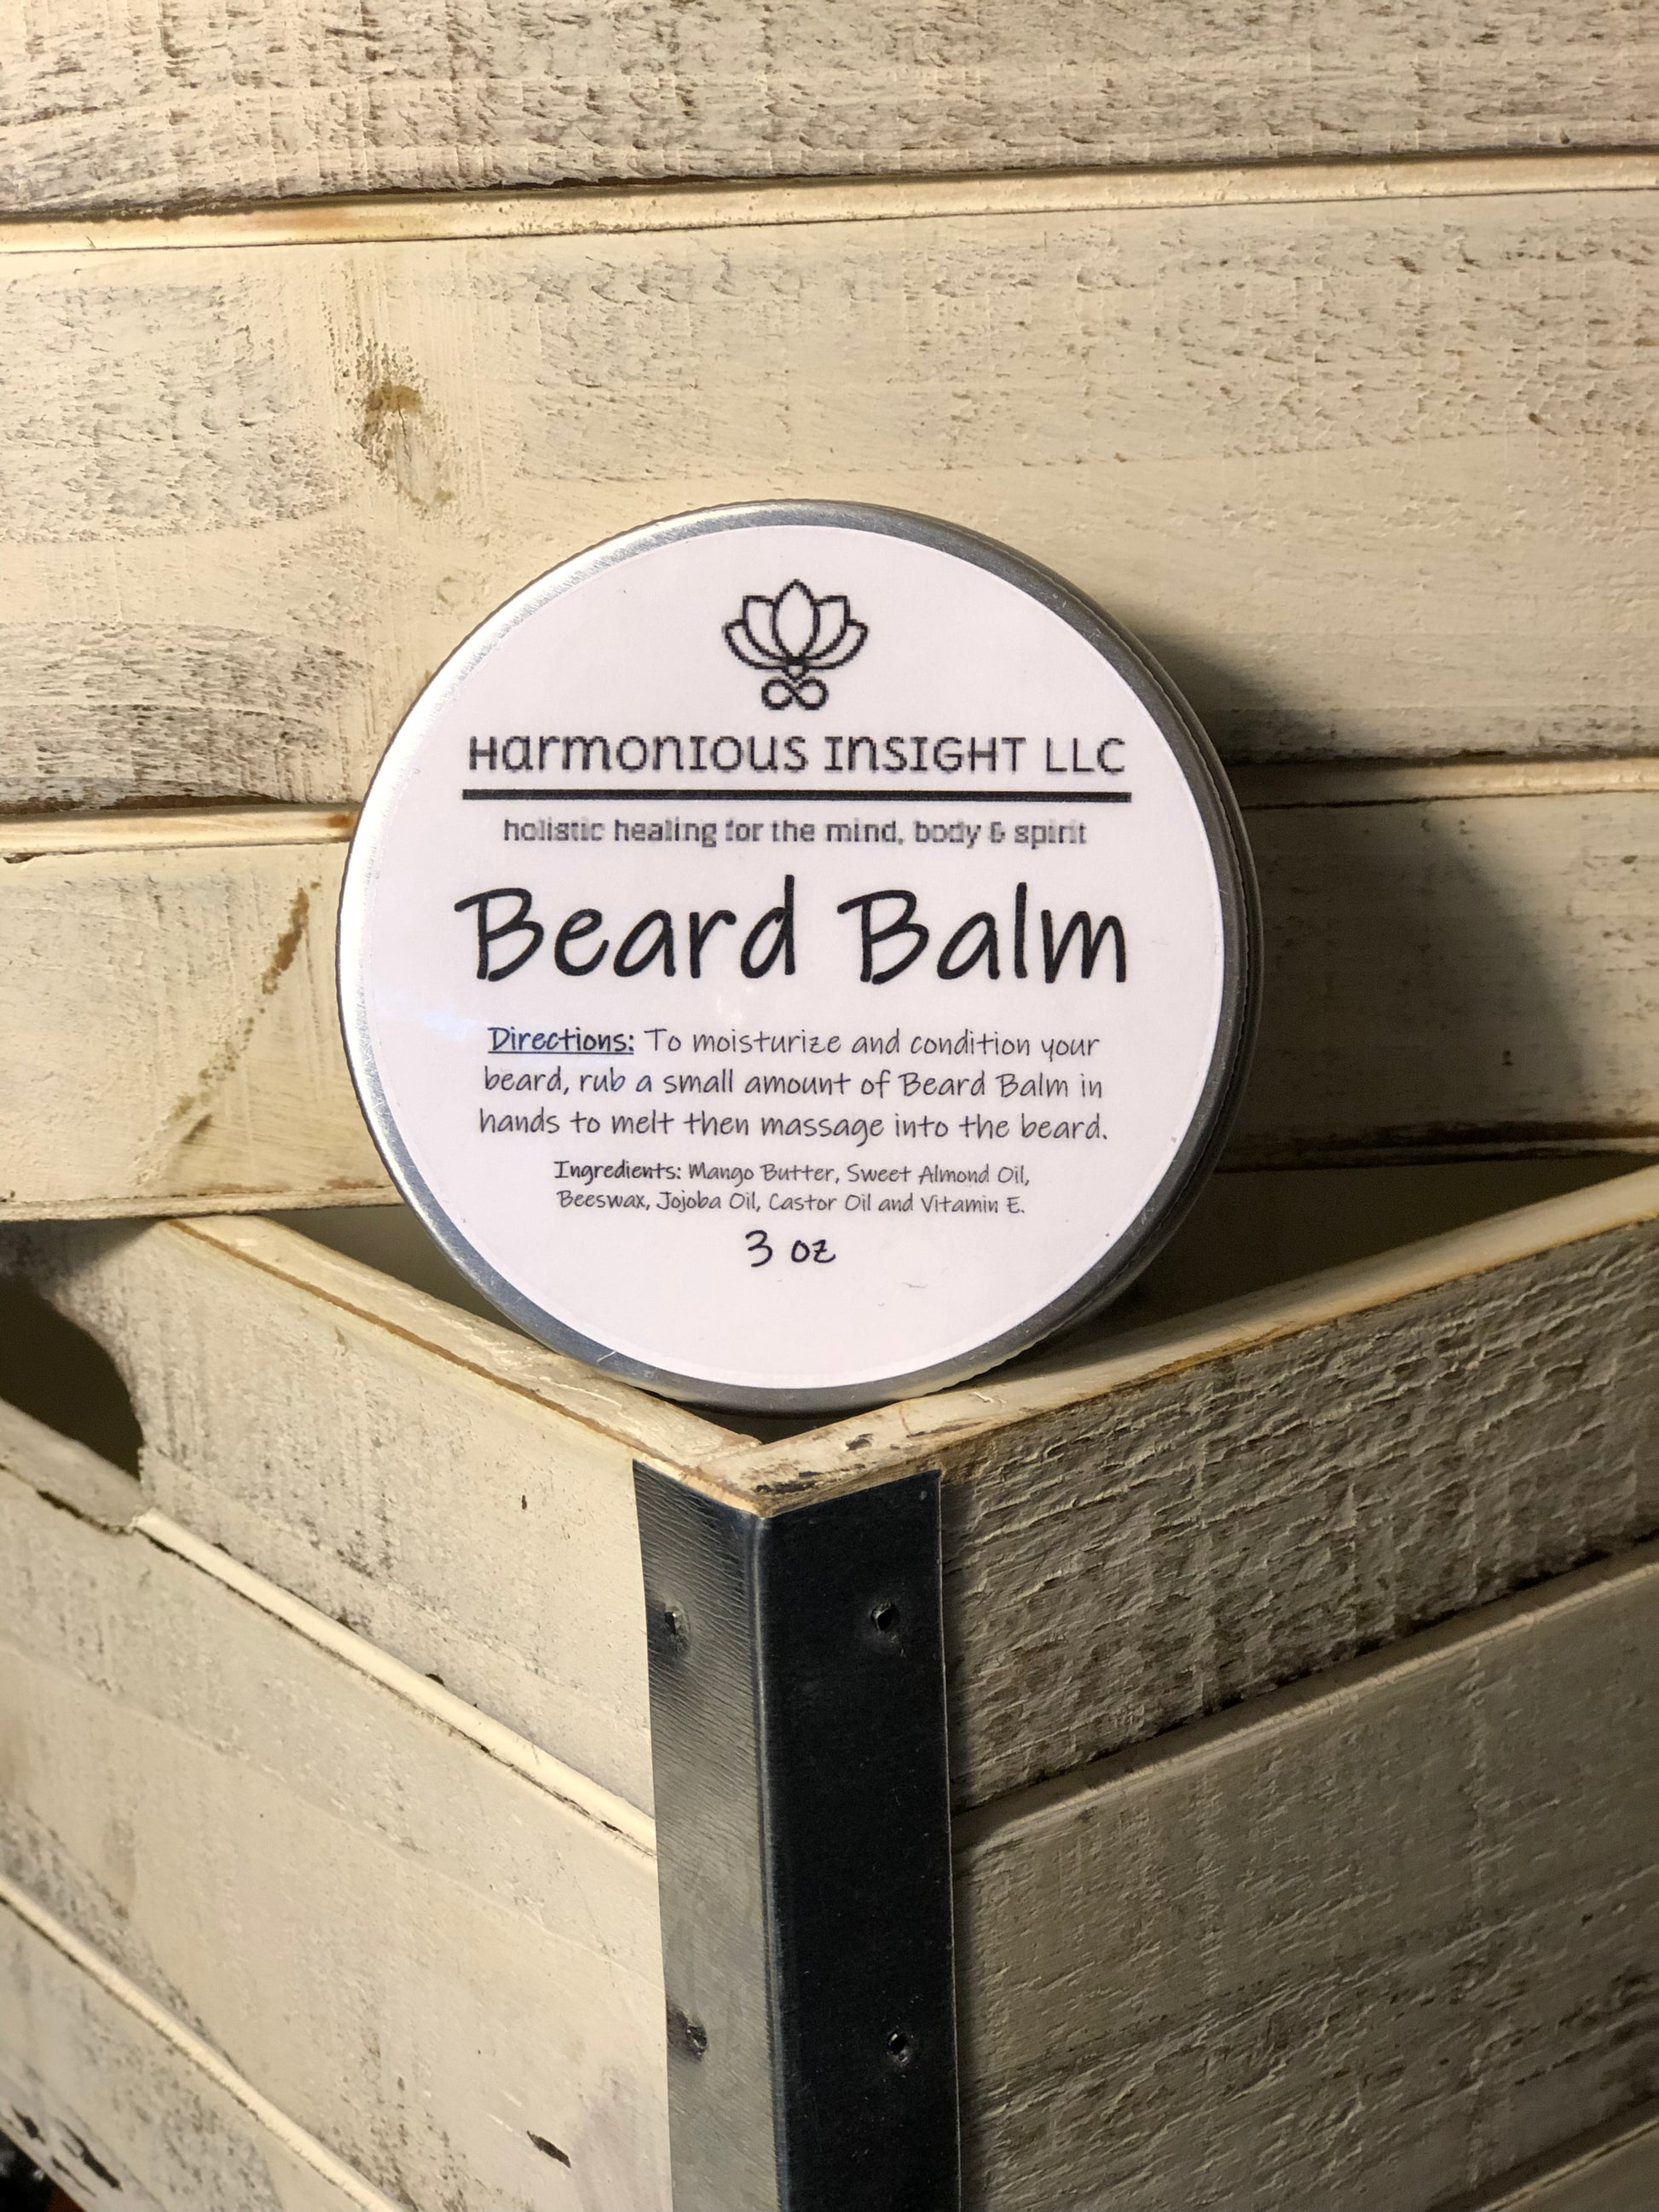 Harmonious Insight LLC
holistic healing for the mind, body & spirit
Beard Balm
Directions: To moisturize and condition your
beard, rub a small amount of Beard Balm in
hands to melt then massage into the beard.
Ingredients: Mango Butter, Sweet Almond Oil,
Beeswax, Jojoba Oil, Castor Oil and Vitamin E.
3 oz